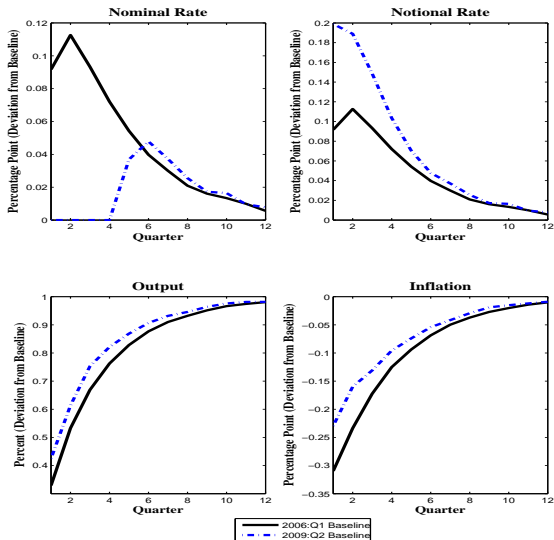 Nominal Rate
Percentage Point (Deviation from Baseline)
0.12
0.1
0.08
0.06
0.04
0.02
0
2 4 6 8 10 12
Quarter
Notional Rate
Percentage Point (Deviation from Baseline)
0.2
0.18
0.16
0.14
0.12
0.1
0.08
0.06
0.04
0.02
0
2 4 6 8 10 12
Quarter
Output
Percent (Deviation from Baseline)
1
0.9
0.8
0.7
0.6
0.5
0.4
2 4 6 8 10 12
Quarter
Inflation
Percentage Point (Deviation from Baseline)
0
−0.05
−0.1
−0.15
−0.2
−0.25
−0.3
−0.35
2 4 6 8 10 12
Quarter
2006:Q1 Baseline
2009:Q2 Baseline